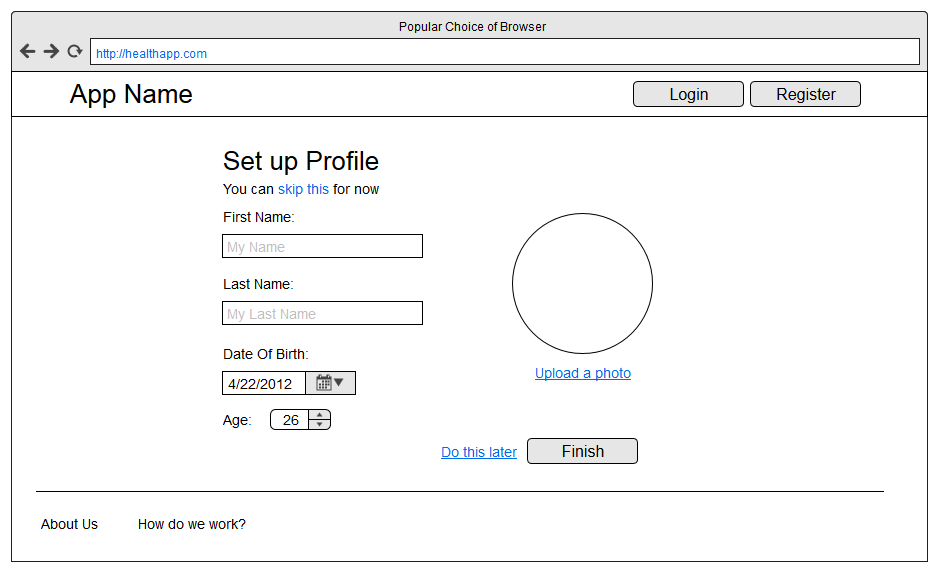 Popular Choice of Browser
http://healthapp.com
App Name
Login
Register
Set up Profile
You can skip this for now
First Name:
My Name
Last Name:
My Last Name
Date Of Birth:
4/22/2012
Age: 26
Upload a photo
Do this later
Finish
About Us
How do we work?